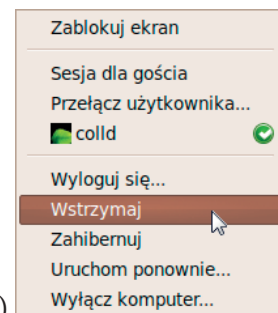 Zablokuj ekran
Sesja dla gościa
Przełącz użytkownika...
colld
Wyloguj się...
Wstrzymaj
Zahibernuj
Uruchom ponownie...
)
Wyłącz komputer...